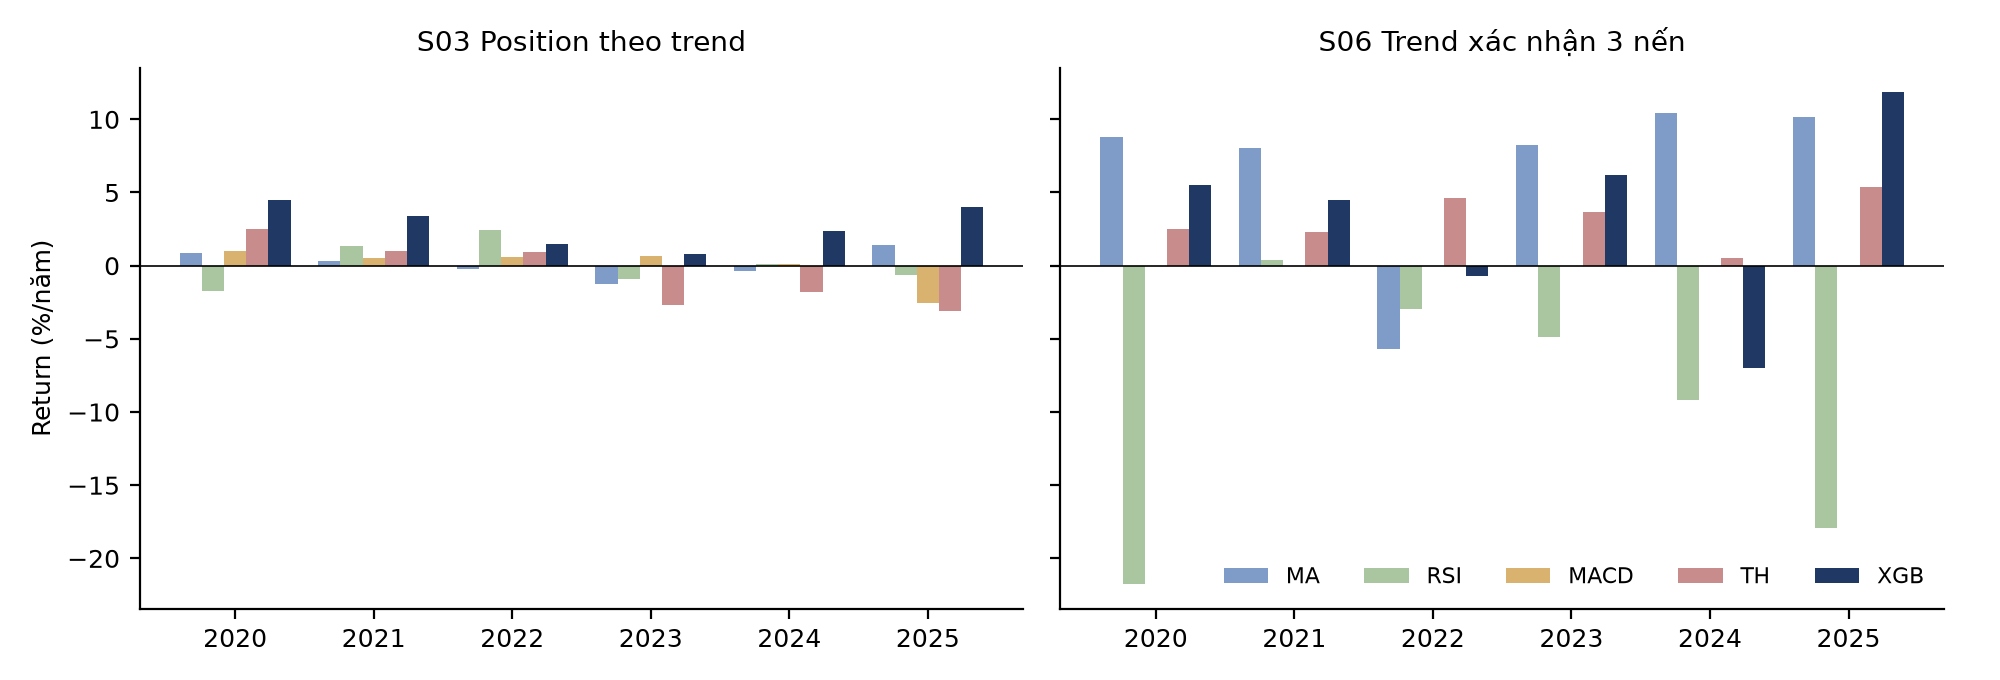 S03 Position theo trend
S06 Trend xác nhận 3 nến
Return (%/năm)
10
5
0
−5
−10
−15
−20
2020 2021 2022 2023 2024 2025
MA RSI MACD TH XGB
2020 2021 2022 2023 2024 2025